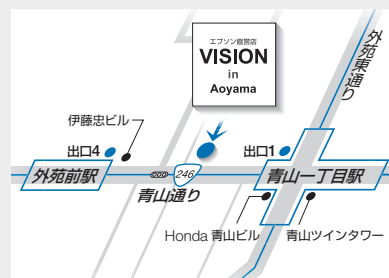 エプソン直営店
VISION
in
Aoyama
外苑東通り
伊藤忠ビル
出口4
出口1
外苑前駅
246
青山一丁目駅
青山通り
Honda 青山ビル
青山ツインタワー